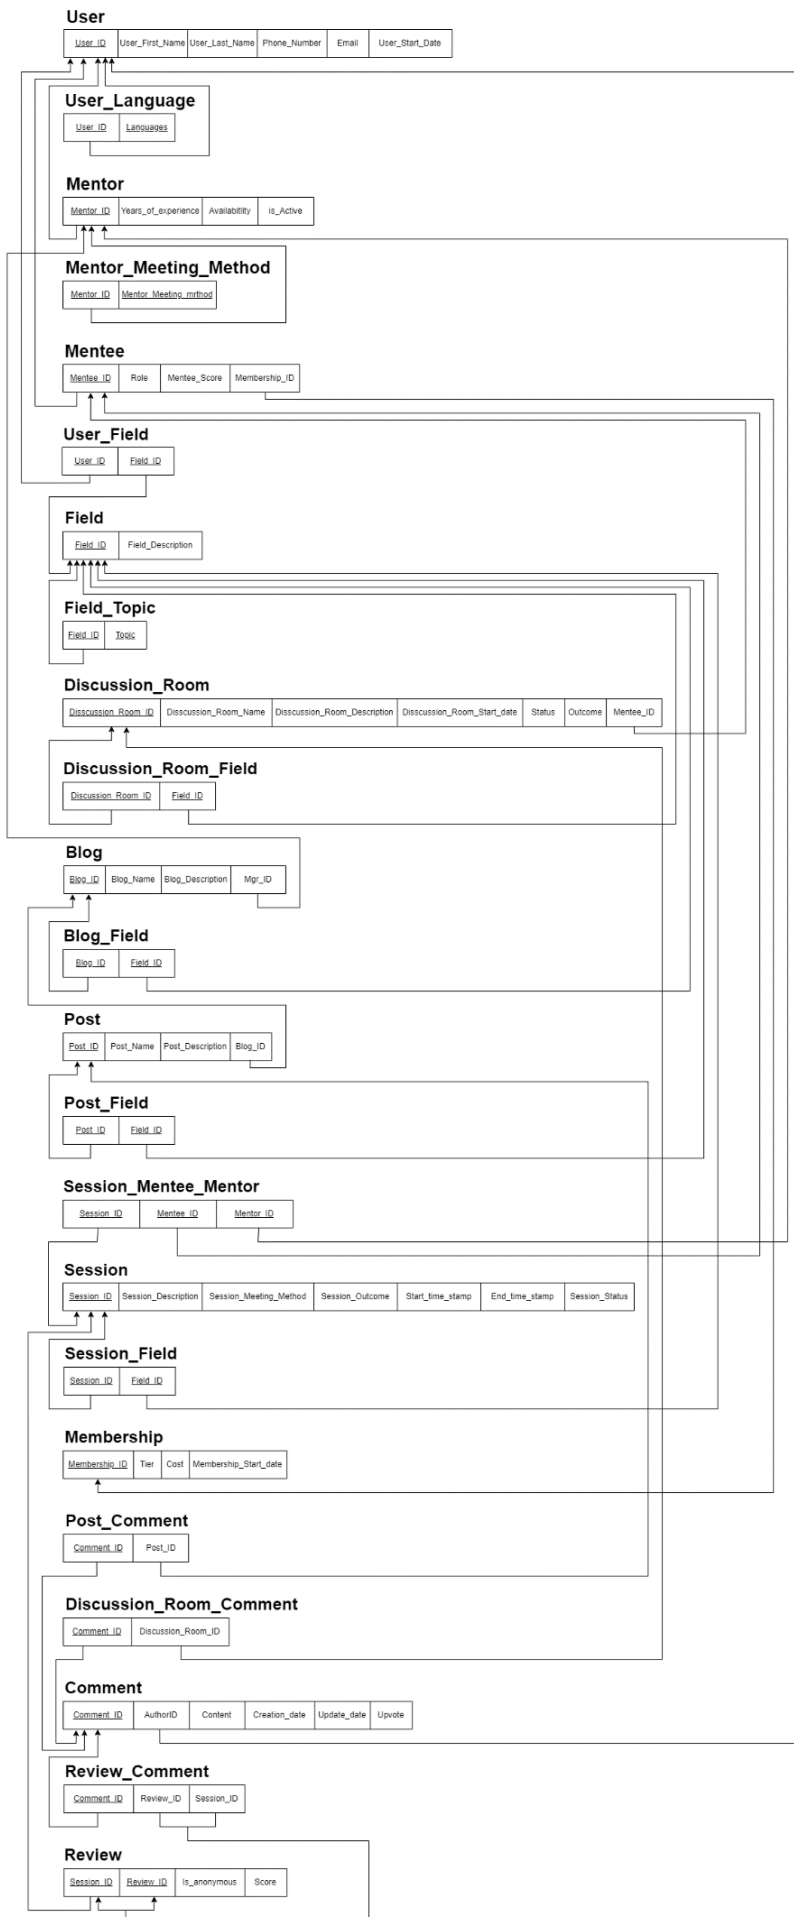 User
User_ID User_First_Name User_Last_Name Phone_Number Email User_Start_Date
User_Language
User_ID Languages
Mentor
Mentor_ID Years_of_experience Availabitlity is_Active
Mentor_Meeting_Method
Mentor_ID Mentor_Meeting_mrthod
Mentee
Mentee_ID Role Mentee_Score Membership_ID
User_Field
User_ID Field_ID
Field
Field_ID Field_Description
Field_Topic
Field_ID Topic
Discussion_Room
Disscussion_Room_ID Disscussion_Room_Name Disscussion_Room_Description Disscussion_Room_Start_date Status Outcome Mentee_ID
Discussion_Room_Field
Discussion_Room_ID Field_ID
Blog
Blog_ID Blog_Name Blog_Description Mgr_ID
Blog_Field
Blog_ID Field_ID
Post
Post_ID Post_Name Post_Description Blog_ID
Post_Field
Post_ID Field_ID
Session_Mentee_Mentor
Session_ID Mentee_ID Mentor_ID
Session
Session_ID Session_Description Session_Meeting_Method Session_Outcome Start_time_stamp End_time_stamp Session_Status
Session_Field
Session_ID Field_ID
Membership
Membership_ID Tier Cost Membership_Start_date
Post_Comment
Comment_ID Post_ID
Discussion_Room_Comment
Comment_ID Discussion_Room_ID
Comment
Comment_ID AuthorID Content Creation_date Update_date Upvote
Review_Comment
Comment_ID Review_ID Session_ID
Review
Session_ID Review_ID Is_anonymous Score